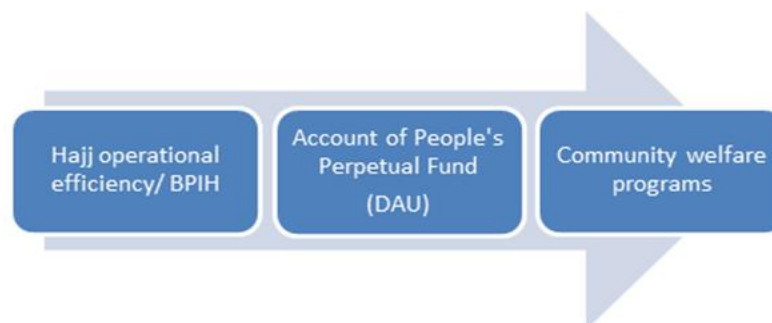 Hajj operational
efficiency/ BPIH
Account of People's
Perpetual Fund
(DAU)
Community welfare
programs